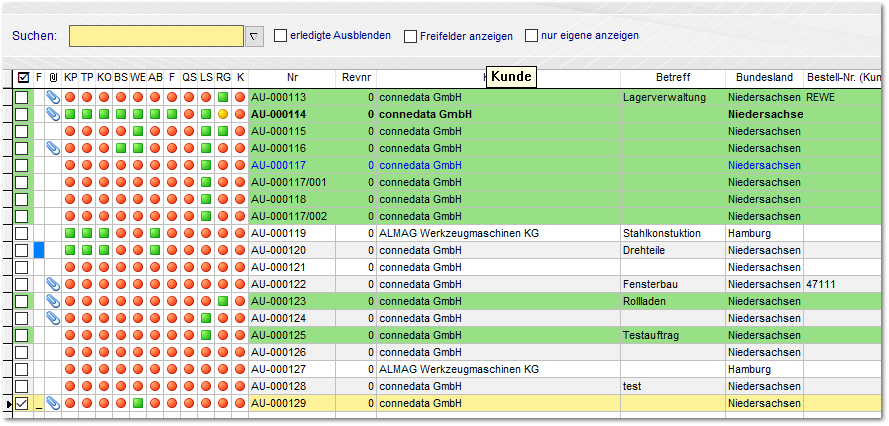 Suchen: erledigte Ausblenden Freifelder anzeigen nur eigene anzeigen
F KP TP KO BS WE AB F QS LS RG K Nr Revnr Kunde Betreff Bundesland Bestell-Nr. (Kun
AU-000113 0 connedata GmbH Lagerverwaltung Niedersachsen REWE
AU-000114 0 connedata GmbH Niedersachse
AU-000115 0 connedata GmbH Niedersachsen
AU-000116 0 connedata GmbH Niedersachsen
AU-000117 0 connedata GmbH Niedersachsen
AU-000117/001 0 connedata GmbH Niedersachsen
AU-000118 0 connedata GmbH Niedersachsen
AU-000117/002 0 connedata GmbH Niedersachsen
AU-000119 0 ALMAG Werkzeugmaschinen KG Stahlkonstuktion Hamburg
AU-000120 0 connedata GmbH Drehteile Niedersachsen
AU-000121 0 connedata GmbH Niedersachsen
AU-000122 0 connedata GmbH Fensterbau Niedersachsen 47111
AU-000123 0 connedata GmbH Rollladen Niedersachsen
AU-000124 0 connedata GmbH Niedersachsen
AU-000125 0 connedata GmbH Testauftrag Niedersachsen
AU-000126 0 connedata GmbH Niedersachsen
AU-000127 0 ALMAG Werkzeugmaschinen KG Hamburg
AU-000128 0 connedata GmbH test Niedersachsen
AU-000129 0 connedata GmbH Niedersachsen